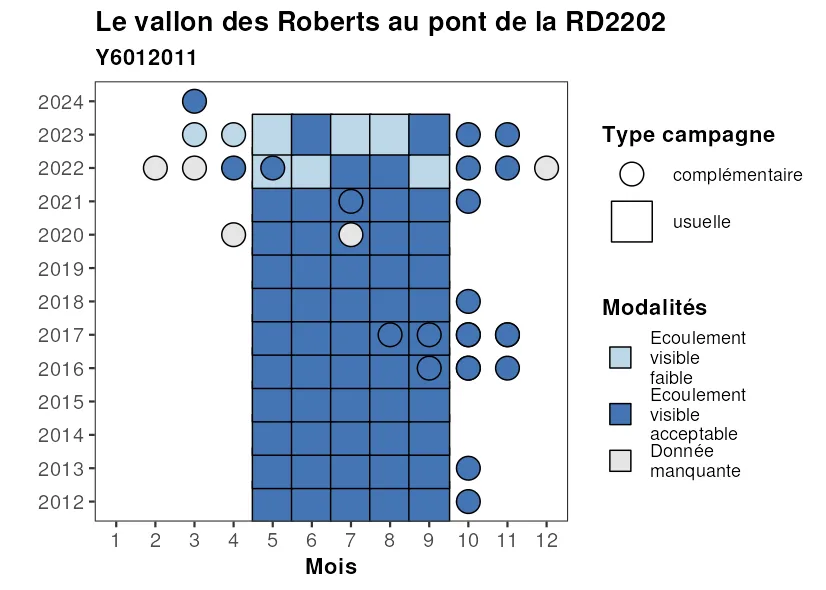 Le vallon des Roberts au pont de la RD2202
Y6012011
2024
2023
2022
2021
2020
2019
2018
2017
2016
2015
2014
2013
2012
1 2 3 4 5 6 7 8 9 10 11 12
Mois
Type campagne
complémentaire
usuelle
Modalités
Ecoulement
visible
faible
Ecoulement
visible
acceptable
Donnée
manquante